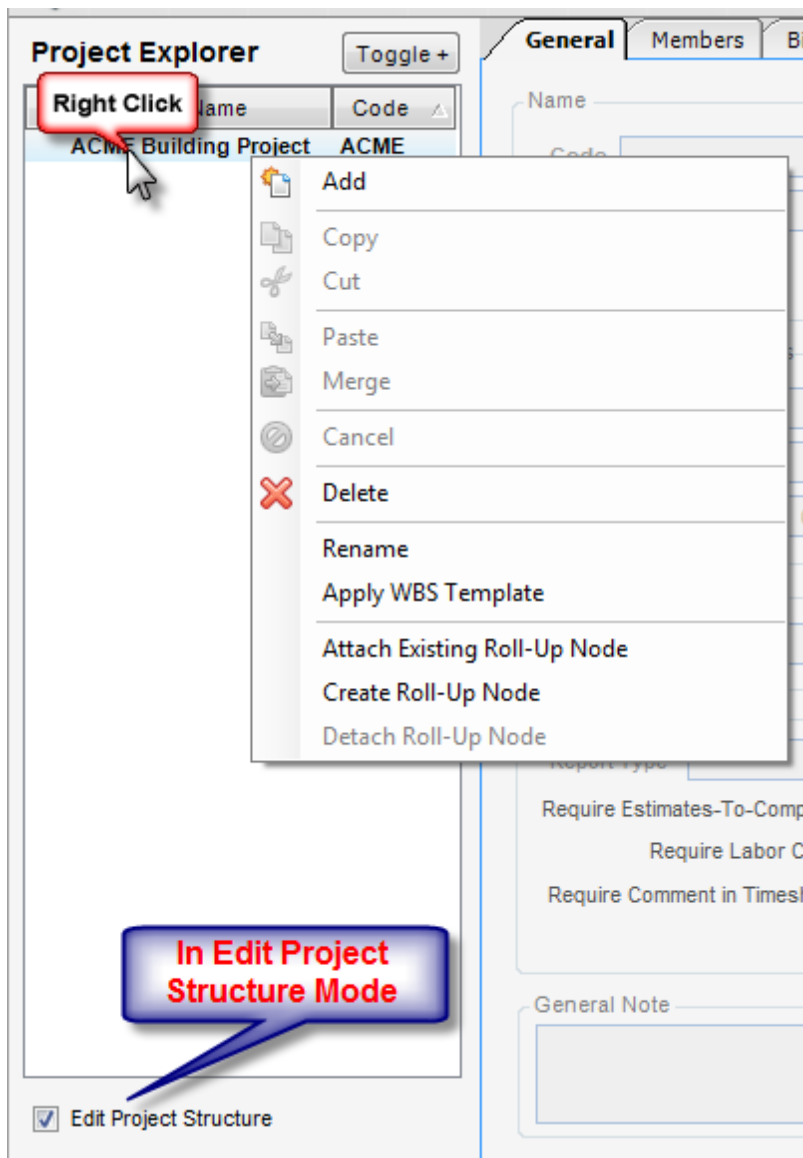 Project Explorer
Toggle +
General
Members
Right Click
Name
Code
Name
ACME Building Project
ACME
Code
Add
Copy
Cut
Paste
Merge
Cancel
Delete
Rename
Apply WBS Template
Attach Existing Roll-Up Node
Create Roll-Up Node
Detach Roll-Up Node
Report Type
Require Estimates-To-Comp
Require Labor C
Require Comment in Timesh
In Edit Project
Structure Mode
General Note
Edit Project Structure